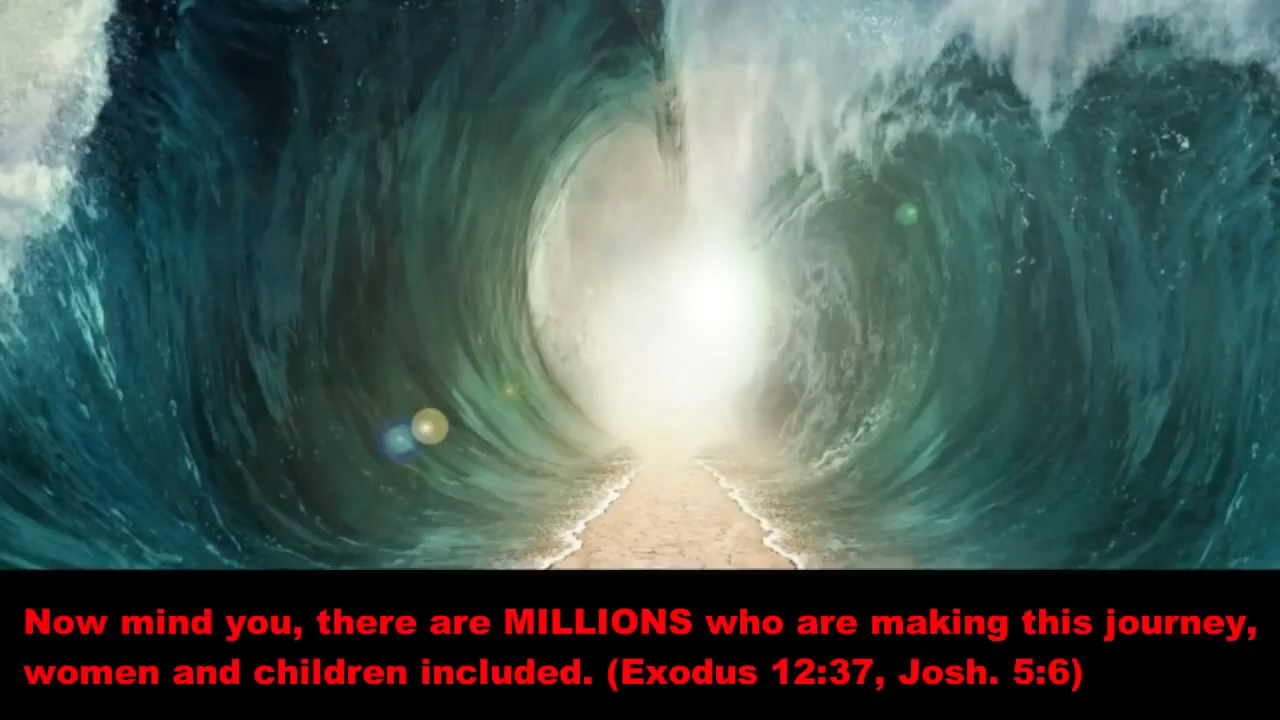 Now mind you, there are MILLIONS who are making this journey,
women and children included. (Exodus 12:37, Josh. 5:6)